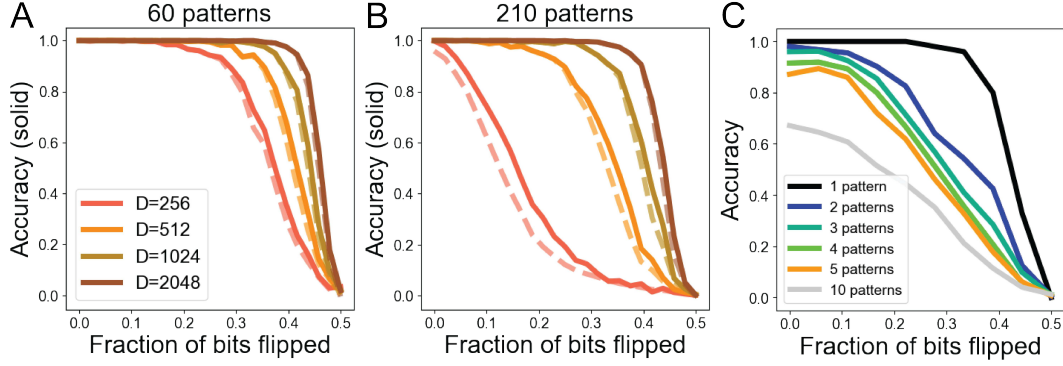 A
60 patterns
Accuracy (solid)
1.0
0.8
0.6
0.4
0.2
0.0
D=256
D=512
D=1024
D=2048
0.0 0.1 0.2 0.3 0.4 0.5
Fraction of bits flipped
B
210 patterns
Accuracy (solid)
1.0
0.8
0.6
0.4
0.2
0.0
0.0 0.1 0.2 0.3 0.4 0.5
Fraction of bits flipped
C
Accuracy
1.0
0.8
0.6
0.4
0.2
0.0
1 pattern
2 patterns
3 patterns
4 patterns
5 patterns
10 patterns
0.0 0.1 0.2 0.3 0.4 0.5
Fraction of bits flipped